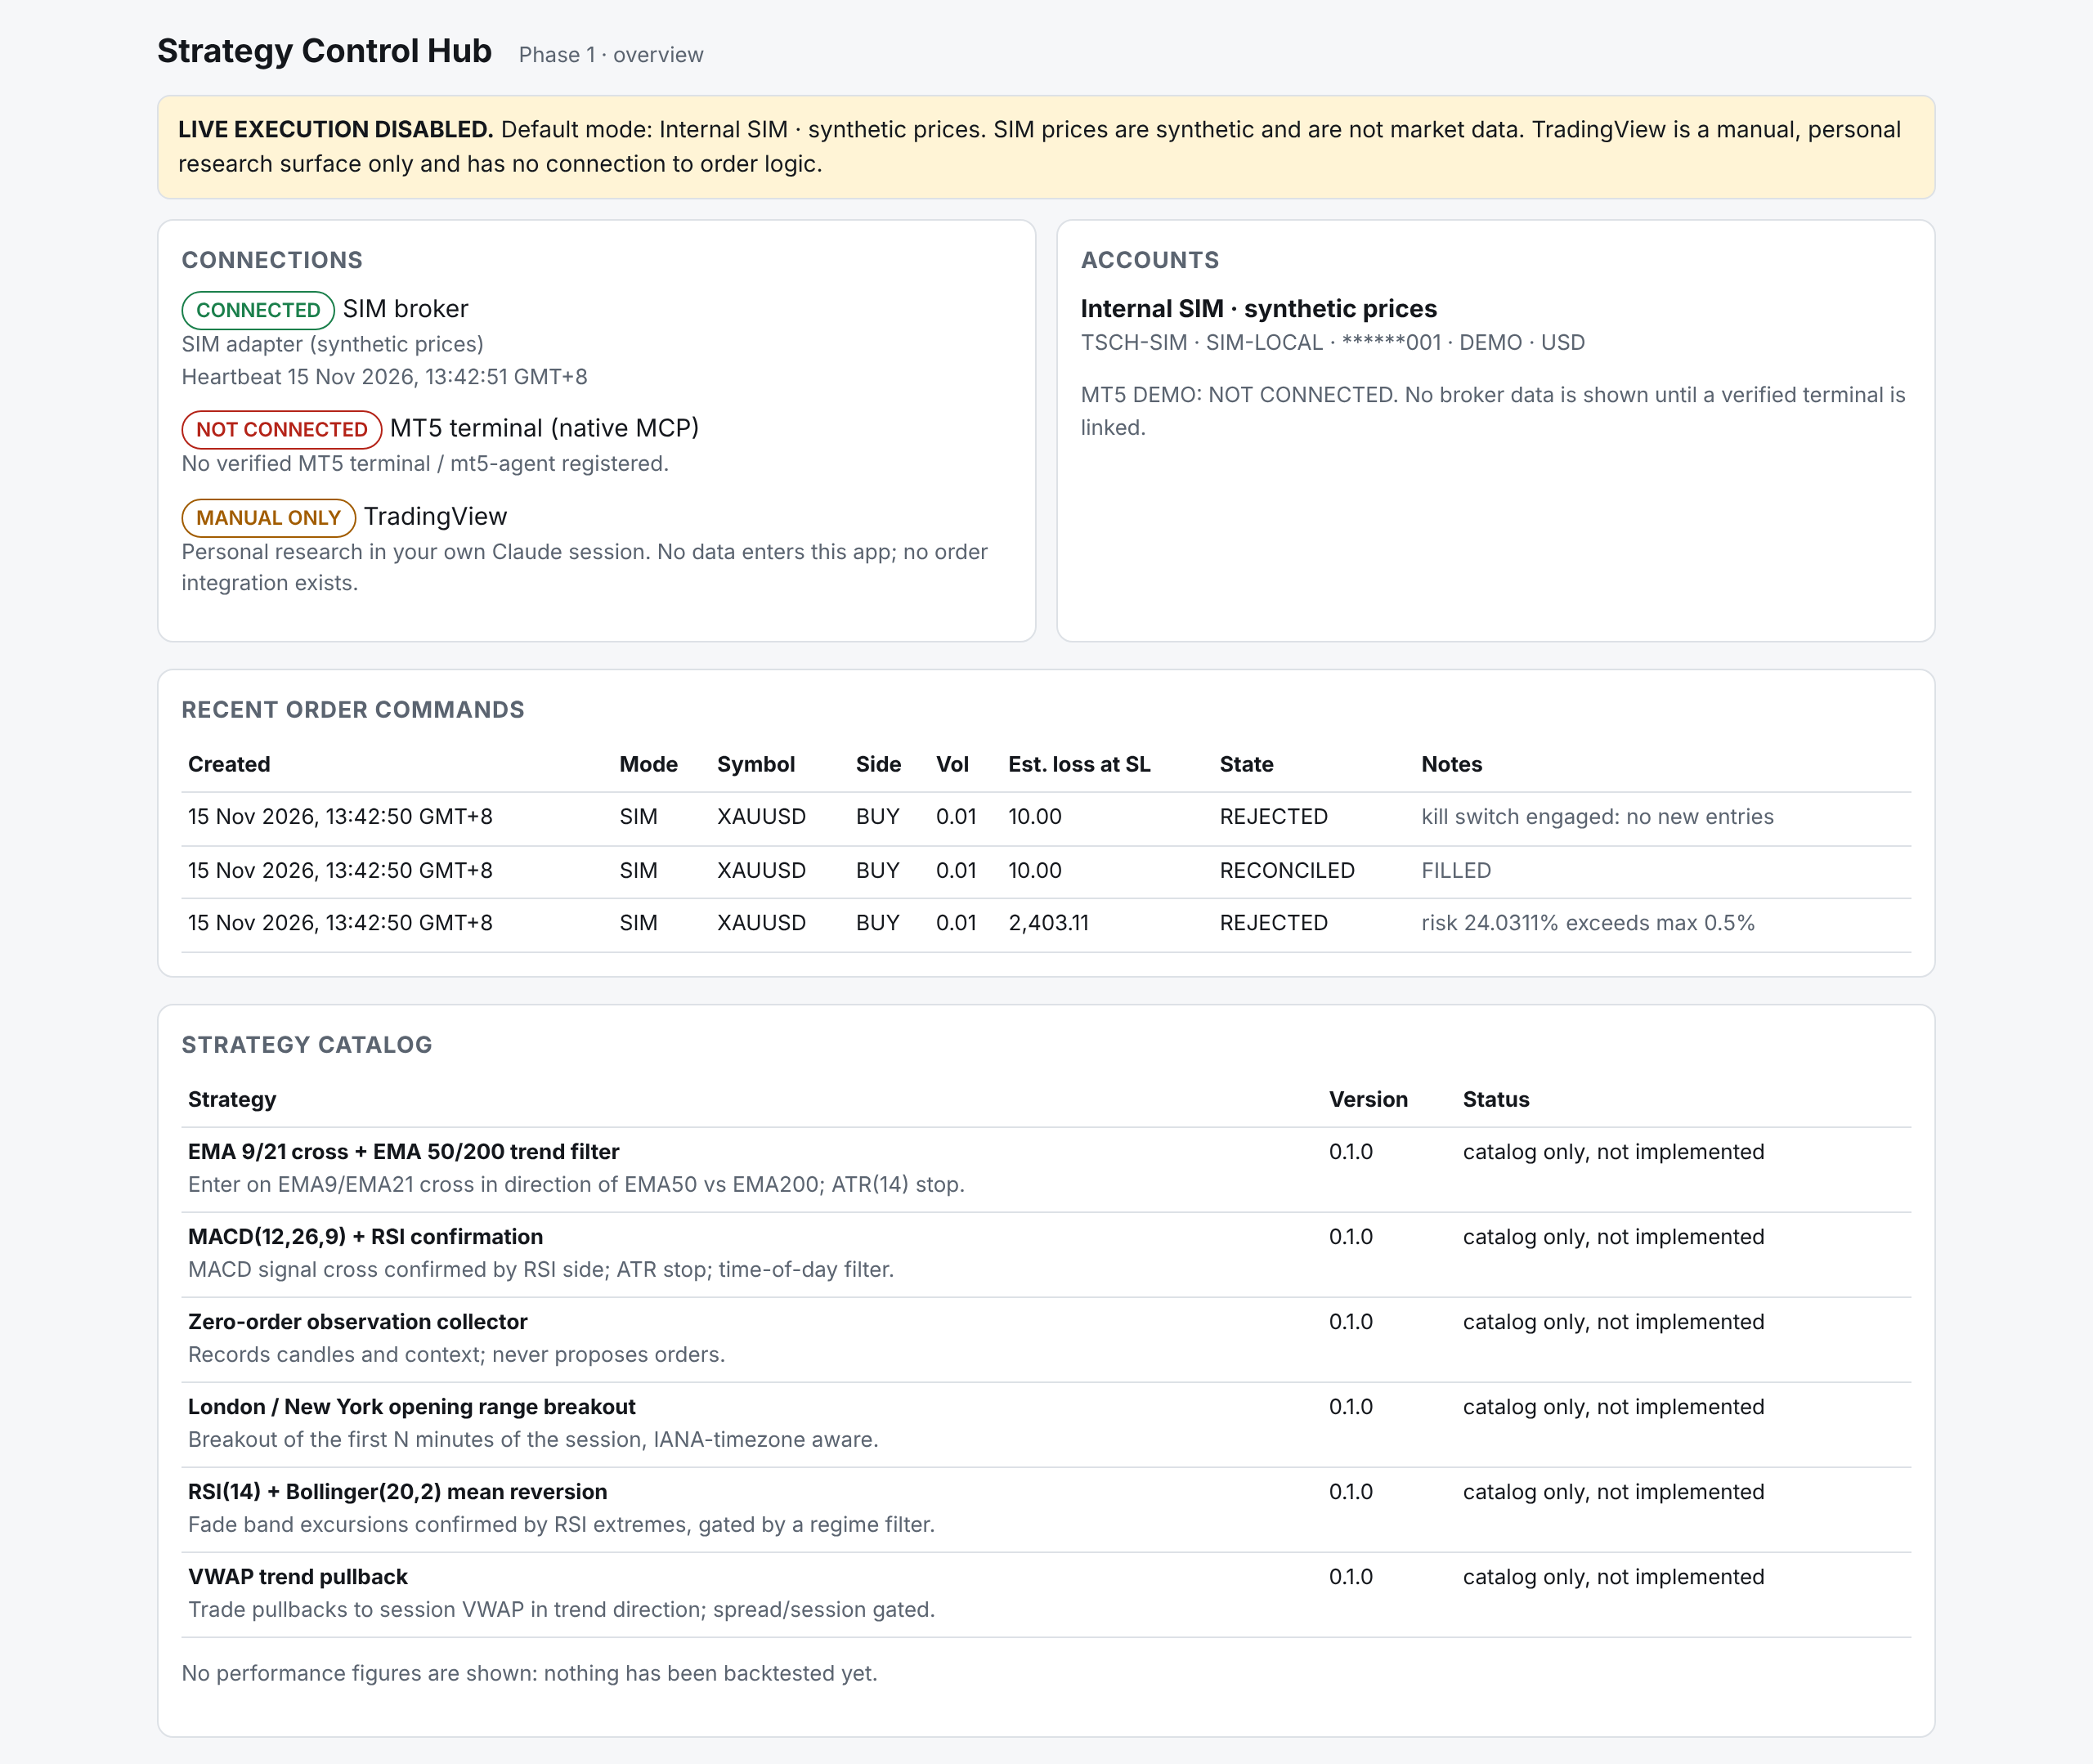 Strategy Control Hub Phase 1 · overview
LIVE EXECUTION DISABLED. Default mode: Internal SIM · synthetic prices. SIM prices are synthetic and are not market data. TradingView is a manual, personal
research surface only and has no connection to order logic.
CONNECTIONS
CONNECTED SIM broker
SIM adapter (synthetic prices)
Heartbeat 15 Nov 2026, 13:42:51 GMT+8
NOT CONNECTED MT5 terminal (native MCP)
No verified MT5 terminal / mt5-agent registered.
MANUAL ONLY TradingView
Personal research in your own Claude session. No data enters this app; no order
integration exists.
ACCOUNTS
Internal SIM · synthetic prices
TSCH-SIM · SIM-LOCAL · ******001 · DEMO · USD
MT5 DEMO: NOT CONNECTED. No broker data is shown until a verified terminal is
linked.
RECENT ORDER COMMANDS
Created Mode Symbol Side Vol Est. loss at SL State Notes
15 Nov 2026, 13:42:50 GMT+8 SIM XAUUSD BUY 0.01 10.00 REJECTED kill switch engaged: no new entries
15 Nov 2026, 13:42:50 GMT+8 SIM XAUUSD BUY 0.01 10.00 RECONCILED FILLED
15 Nov 2026, 13:42:50 GMT+8 SIM XAUUSD BUY 0.01 2,403.11 REJECTED risk 24.0311% exceeds max 0.5%
STRATEGY CATALOG
Strategy Version Status
EMA 9/21 cross + EMA 50/200 trend filter 0.1.0 catalog only, not implemented
Enter on EMA9/EMA21 cross in direction of EMA50 vs EMA200; ATR(14) stop.
MACD(12,26,9) + RSI confirmation 0.1.0 catalog only, not implemented
MACD signal cross confirmed by RSI side; ATR stop; time-of-day filter.
Zero-order observation collector 0.1.0 catalog only, not implemented
Records candles and context; never proposes orders.
London / New York opening range breakout 0.1.0 catalog only, not implemented
Breakout of the first N minutes of the session, IANA-timezone aware.
RSI(14) + Bollinger(20,2) mean reversion 0.1.0 catalog only, not implemented
Fade band excursions confirmed by RSI extremes, gated by a regime filter.
VWAP trend pullback 0.1.0 catalog only, not implemented
Trade pullbacks to session VWAP in trend direction; spread/session gated.
No performance figures are shown: nothing has been backtested yet.